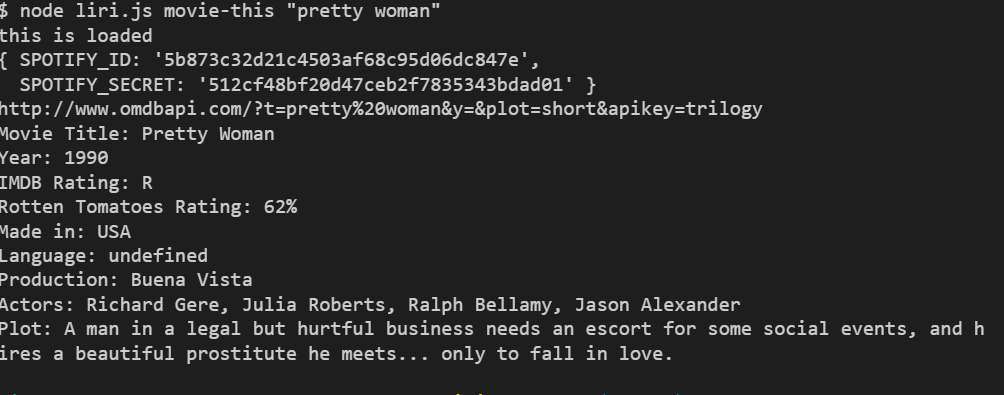 $ node liri.js movie-this "pretty woman"
this is loaded
{ SPOTIFY_ID: '5b873c32d21c4503af68c95d06dc847e',
SPOTIFY_SECRET: '512cf48bf20d47ceb2f7835343bdad01' }
http://www.omdbapi.com/?t=pretty%20woman&y=&plot=short&apikey=trilogy
Movie Title: Pretty Woman
Year: 1990
IMDB Rating: R
Rotten Tomatoes Rating: 62%
Made in: USA
Language: undefined
Production: Buena Vista
Actors: Richard Gere, Julia Roberts, Ralph Bellamy, Jason Alexander
Plot: A man in a legal but hurtful business needs an escort for some social events, and h
ires a beautiful prostitute he meets... only to fall in love.